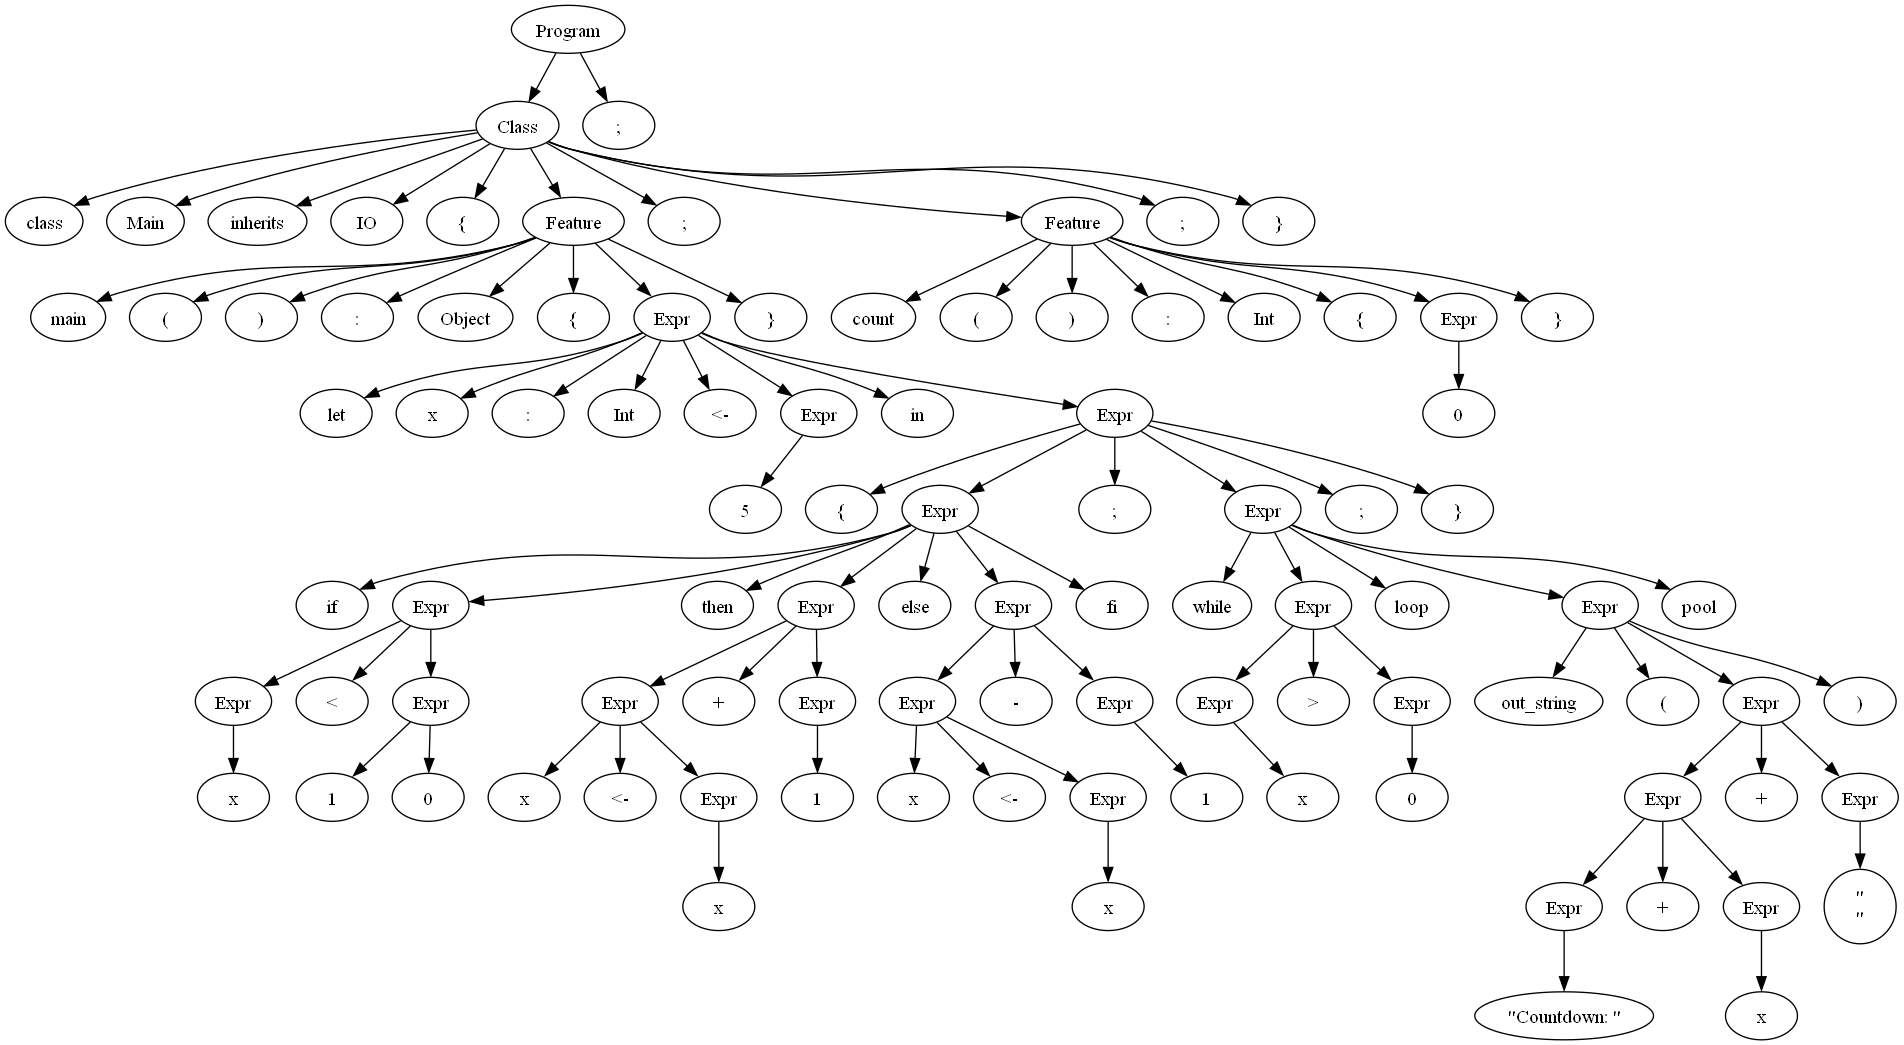 Program
Class ;
class Main inherits IO { Feature ; Feature ; }
main ( ) : Object { Expr } count ( ) : Int { Expr }
let x : Int <- Expr in Expr 0
5 { Expr ; Expr ; }
if Expr then Expr else Expr fi while Expr loop Expr pool
Expr < Expr Expr + Expr Expr - Expr Expr > Expr out_string ( Expr )
x 1 0 x <- Expr 1 x <- Expr 1 x 0 Expr + Expr
x x Expr + Expr "
"
"Countdown: " x